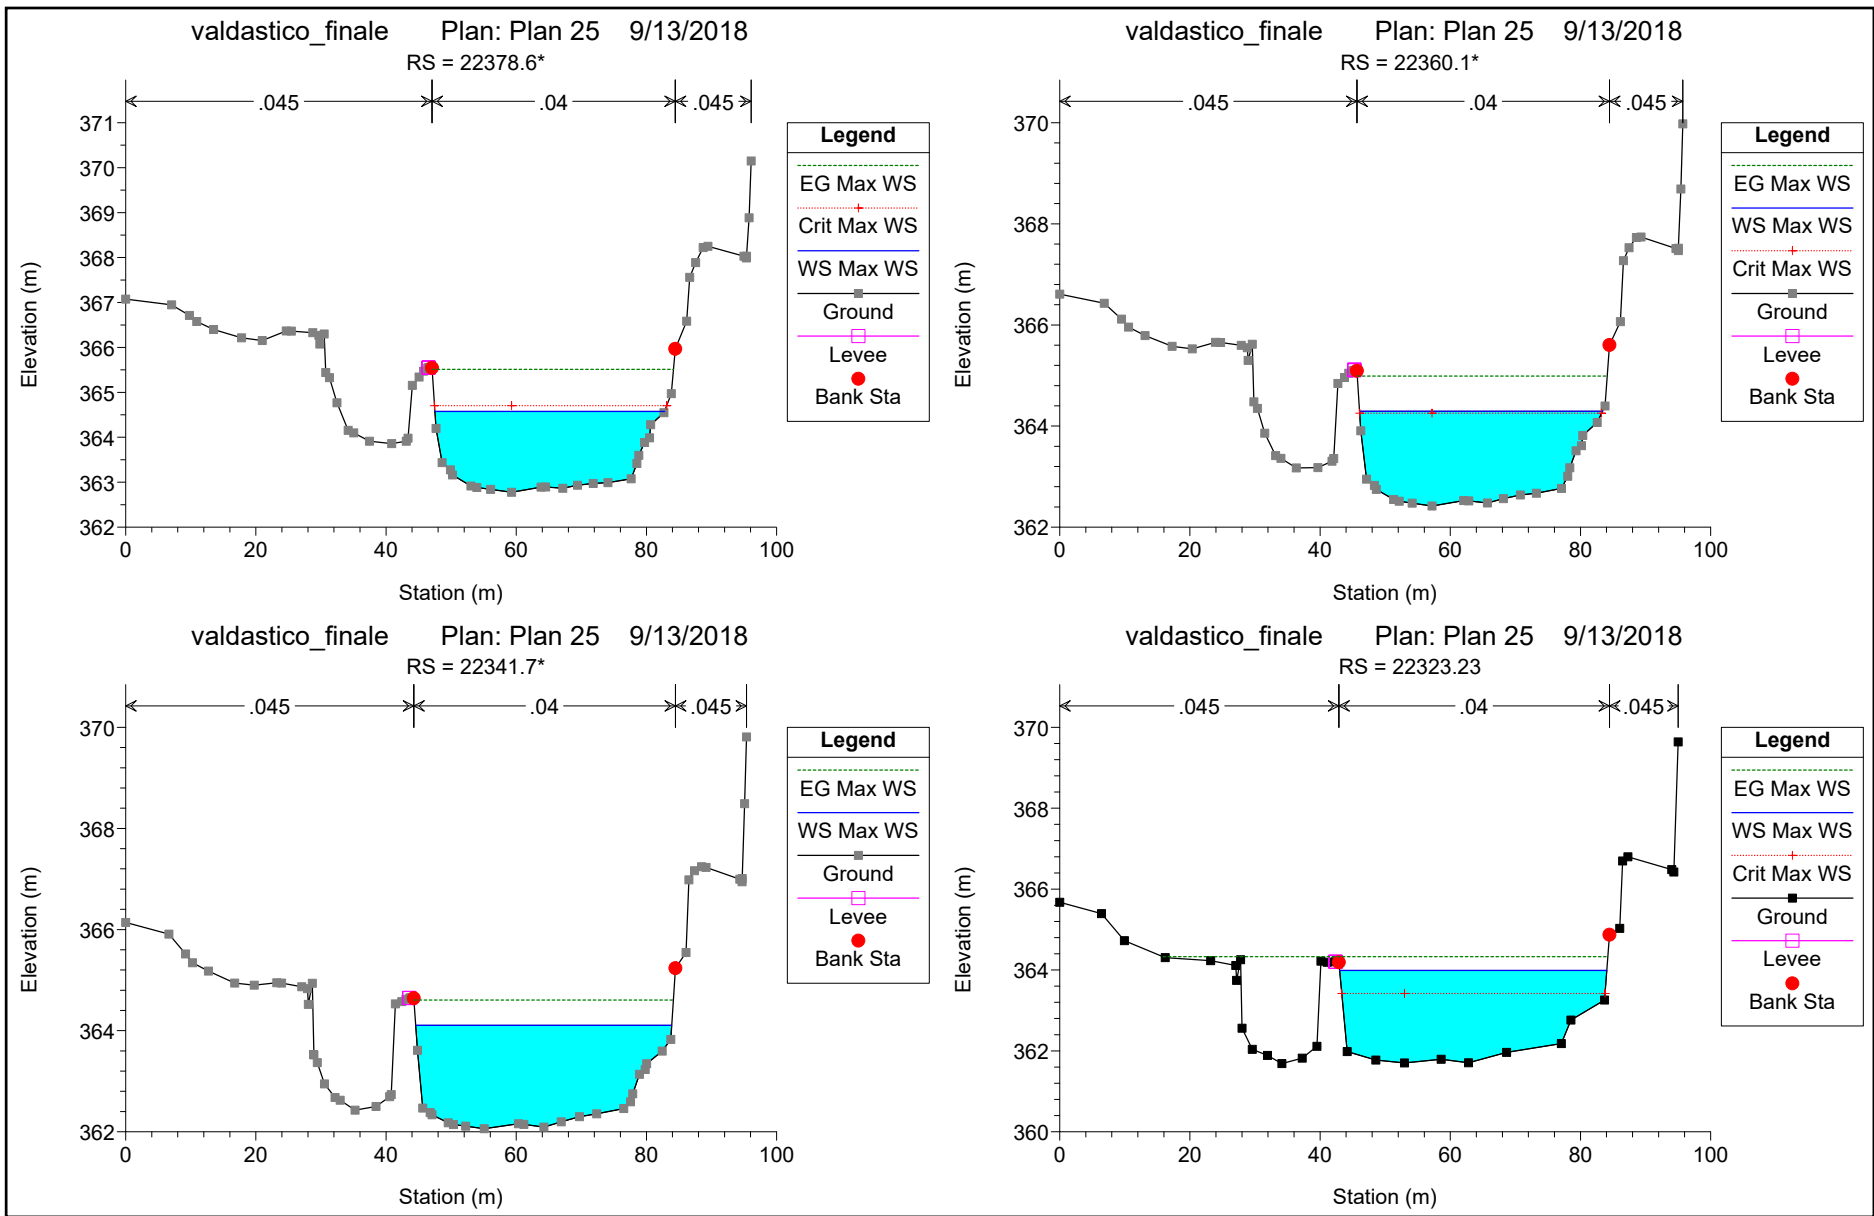 valdastico_finale Plan: Plan 25 9/13/2018
RS = 22378.6*
.045 .04 .045
371
370
369
368
367
366
365
364
363
362
0 20 40 60 80 100
Elevation (m)
Station (m)
Legend
EG Max WS
Crit Max WS
WS Max WS
Ground
Levee
Bank Sta
valdastico_finale Plan: Plan 25 9/13/2018
RS = 22360.1*
.045 .04 .045
370
368
366
364
362
0 20 40 60 80 100
Elevation (m)
Station (m)
Legend
EG Max WS
WS Max WS
Crit Max WS
Ground
Levee
Bank Sta
valdastico_finale Plan: Plan 25 9/13/2018
RS = 22341.7*
.045 .04 .045
370
368
366
364
362
0 20 40 60 80 100
Elevation (m)
Station (m)
Legend
EG Max WS
WS Max WS
Ground
Levee
Bank Sta
valdastico_finale Plan: Plan 25 9/13/2018
RS = 22323.23
.045 .04 .045
370
368
366
364
362
360
0 20 40 60 80 100
Elevation (m)
Station (m)
Legend
EG Max WS
WS Max WS
Crit Max WS
Ground
Levee
Bank Sta